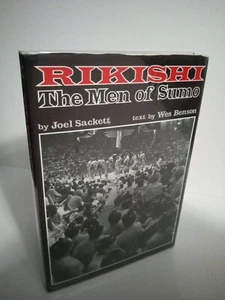 RIKISHI
The Men of Sumo
by Joel Sackett text by Wes Benson